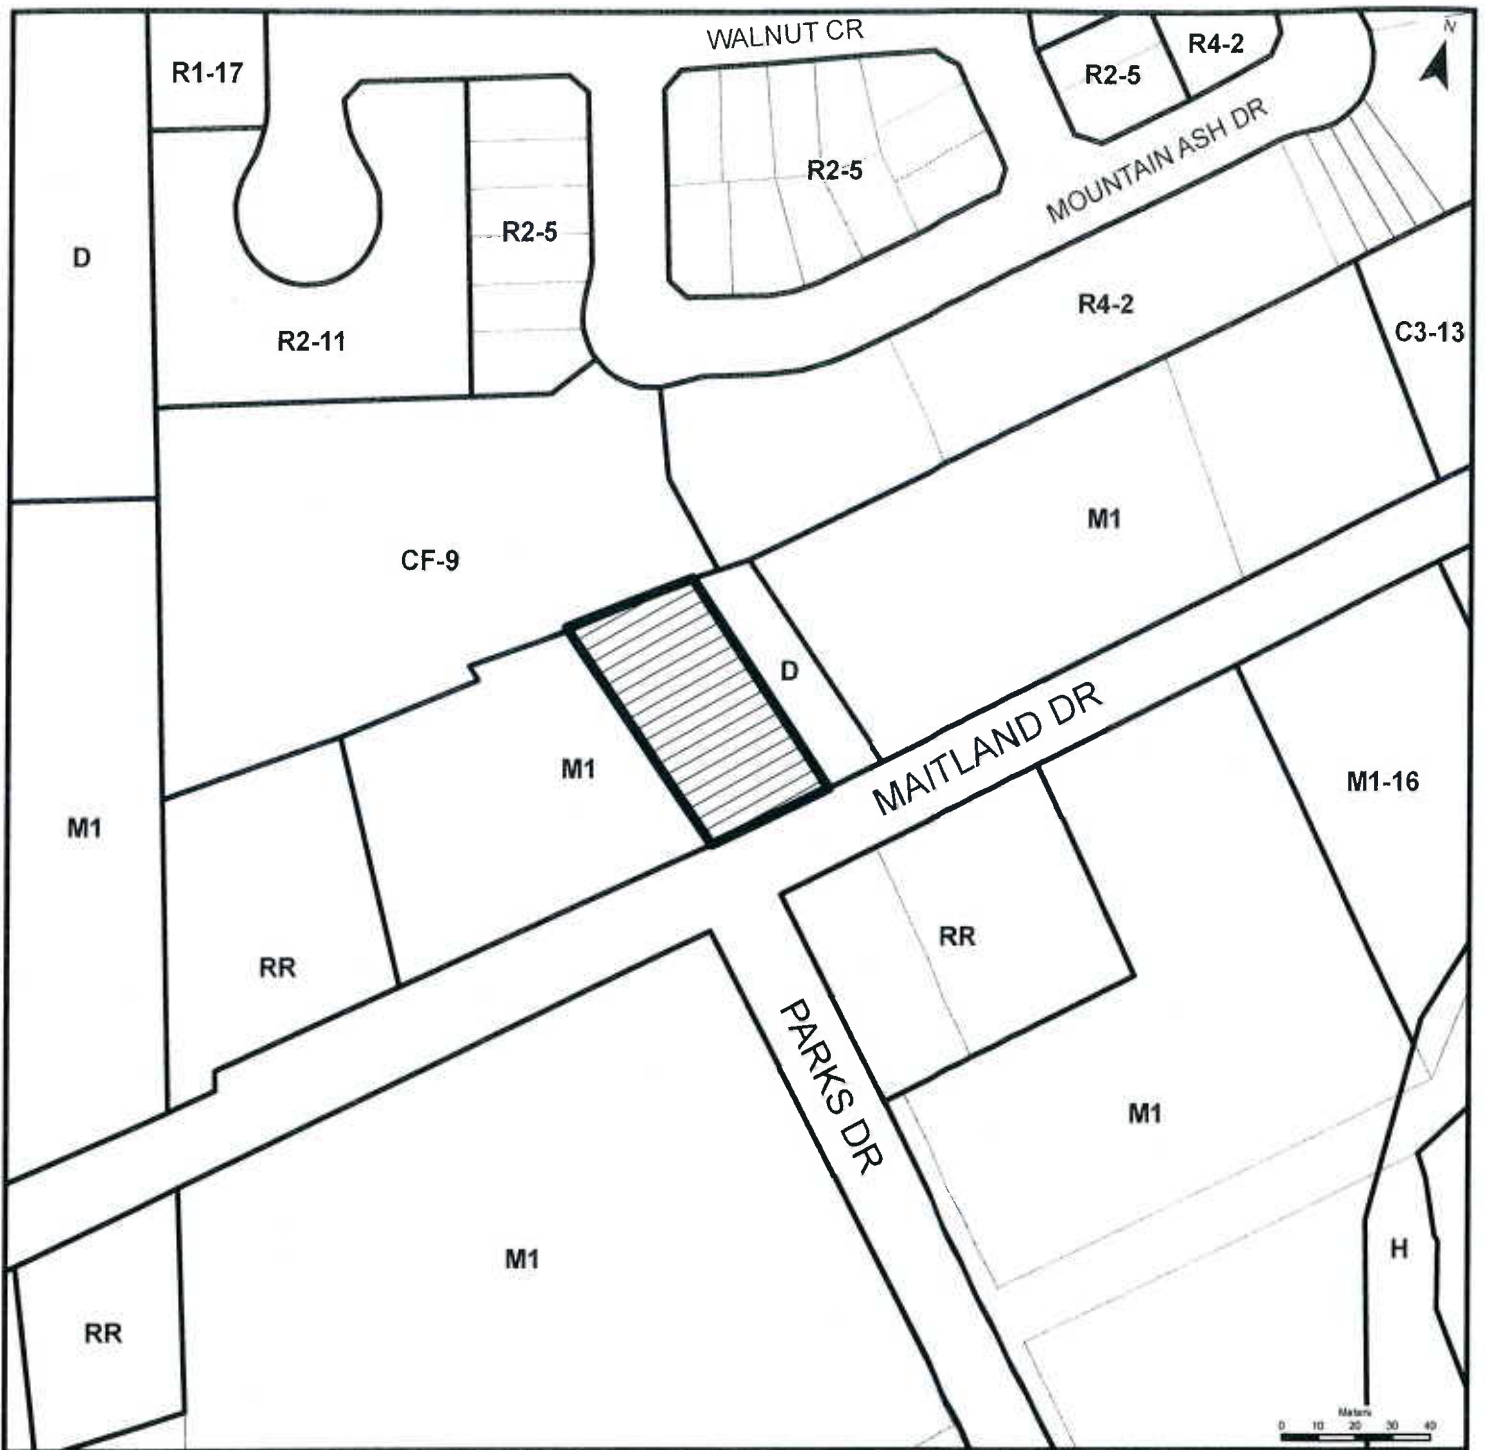 WALNUT CR
N
R1-17
R2-5
R4-2
MOUNTAIN ASH DR
R2-5
R2-5
D
R4-2
C3-13
R2-11
M1
CF-9
D
MAITLAND DR
M1
M1-16
M1
RR
RR
PARKS DR
M1
M1
H
RR
Meters
0 10 20 30 40